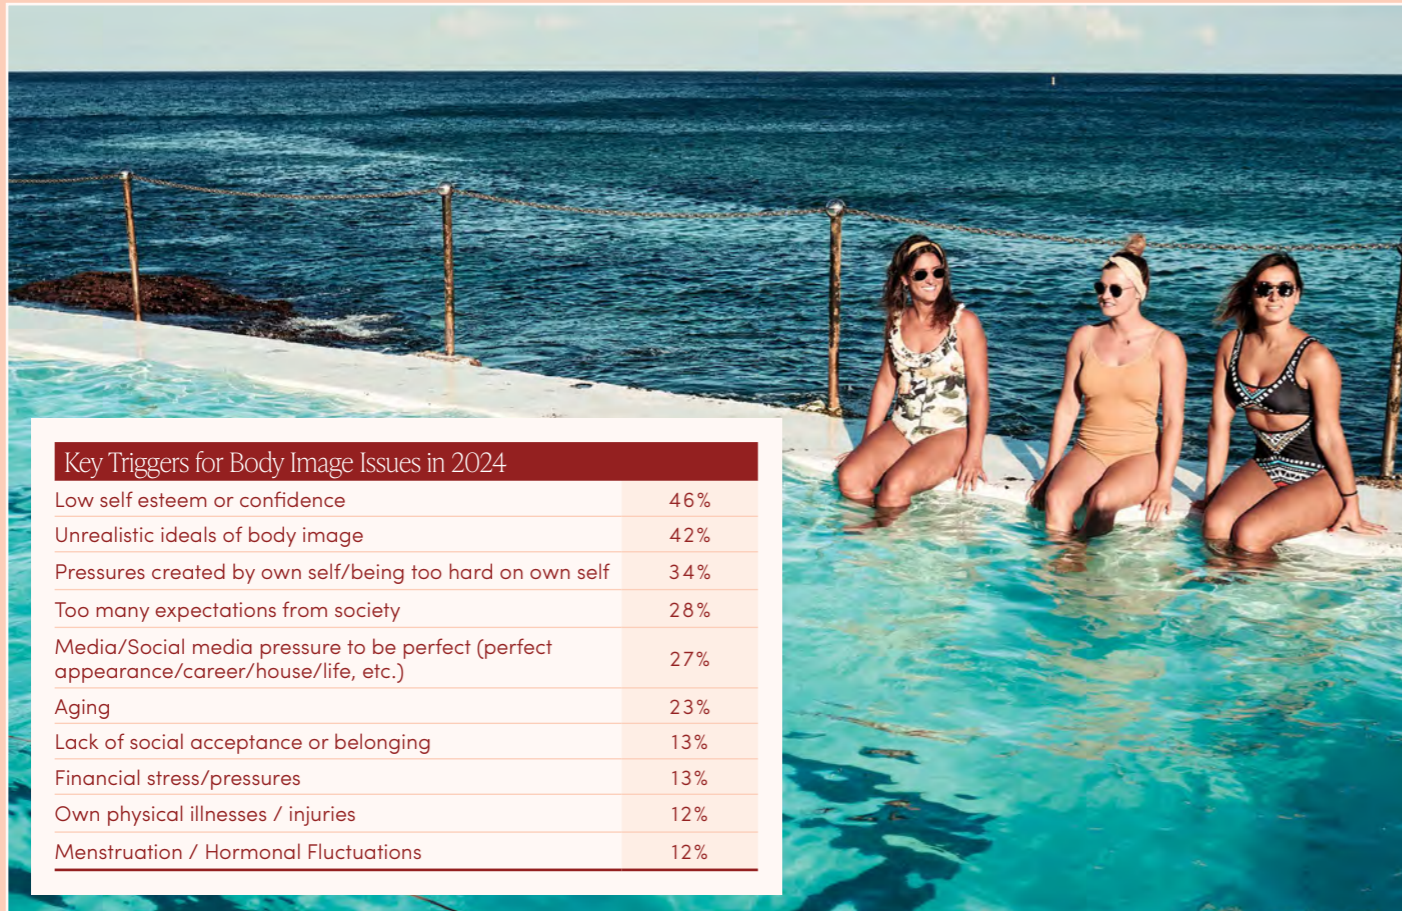 Key Triggers for Body Image Issues in 2024
Low self esteem or confidence 46%
Unrealistic ideals of body image 42%
Pressures created by own self/being too hard on own self 34%
Too many expectations from society 28%
Media/Social media pressure to be perfect (perfect
appearance/career/house/life, etc.) 27%
Aging 23%
Lack of social acceptance or belonging 13%
Financial stress/pressures 13%
Own physical illnesses / injuries 12%
Menstruation / Hormonal Fluctuations 12%